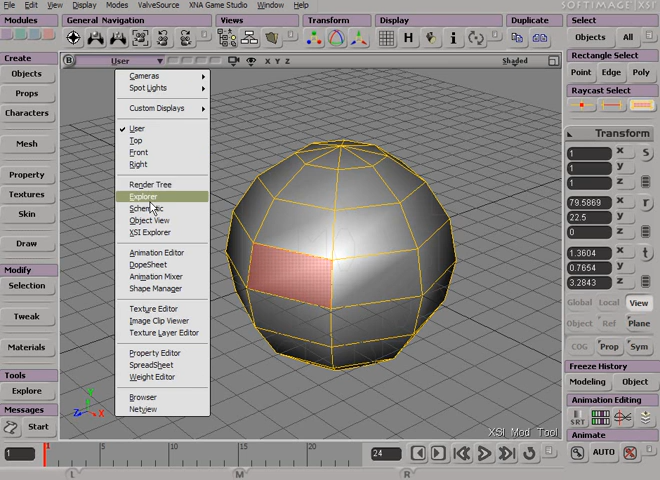 File Edit View Display Modes ValveSource XNA Game Studio Windows Help SOFTIMAGE | XSI
Modules General Navigation Views Transform Display Duplicate Select
Objects All
Rectangle Select
Point Edge Poly
Raycast Select
Transform
1 x S
1 y
1 z
79.5869 x r
22.5 y
0 z
1.3604 x t
0.7654 y
3.2843 z
Global Local View
Object Ref Plane
COG Prop Sym
Freeze History
Modeling Object
Animation Editing
SRT
Animate
AUTO
Create
Objects
Props
Characters
Mesh
Property
Textures
Skin
Draw
Modify
Selection
Tweak
Materials
Tools
Explore
Messages
Start
B User X Y Z Shaded
Cameras
Spot Lights
Custom Displays
User
Top
Front
Right
Render Tree
Explorer
Schematic
Object View
XSI Explorer
Animation Editor
DopeSheet
Animation Mixer
Shape Manager
Texture Editor
Image Clip Viewer
Texture Layer Editor
Property Editor
SpreadSheet
Weight Editor
Browser
Netview
Y
Z X
XSI Mod Tool
1 1 5 10 15 20 24
L M R